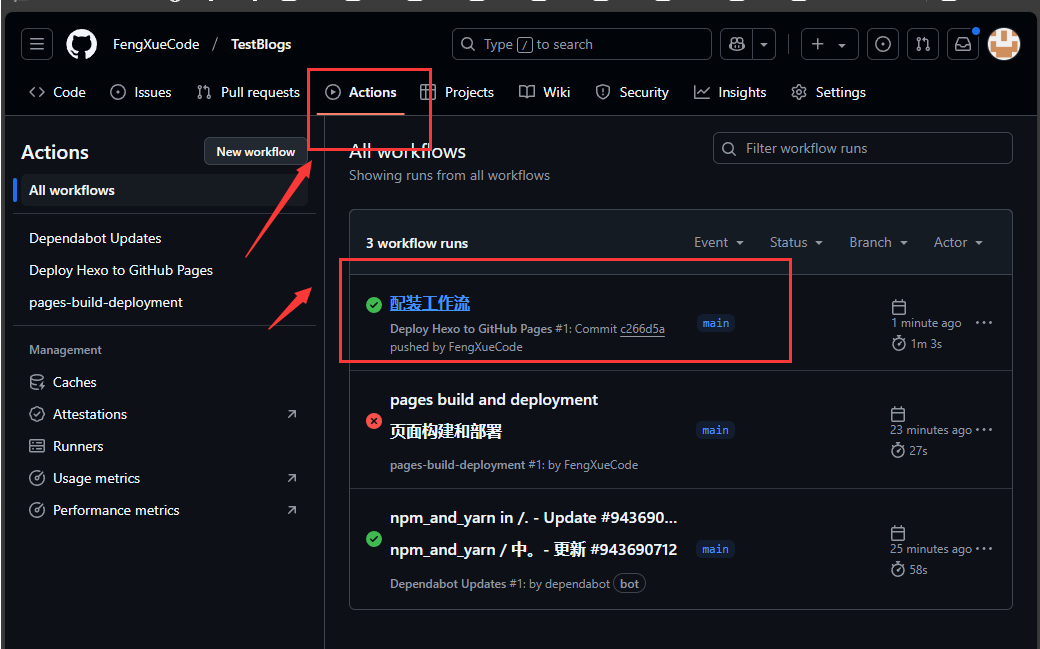 FengXueCode / TestBlogs
Type / to search
Code
Issues
Pull requests
Actions
Projects
Wiki
Security
Insights
Settings
Actions
New workflow
All workflows
Dependabot Updates
Deploy Hexo to GitHub Pages
pages-build-deployment
Management
Caches
Attestations
Runners
Usage metrics
Performance metrics
All workflows
Showing runs from all workflows
Filter workflow runs
3 workflow runs
Event
Status
Branch
Actor
配装工作流
Deploy Hexo to GitHub Pages #1: Commit c266d5a
pushed by FengXueCode
main
1 minute ago
1m 3s
pages build and deployment
页面构建和部署
pages-build-deployment #1: by FengXueCode
main
23 minutes ago
27s
npm_and_yarn in /. - Update #943690...
npm_and_yarn / 中。- 更新 #943690712
Dependabot Updates #1: by dependabot bot
main
25 minutes ago
58s